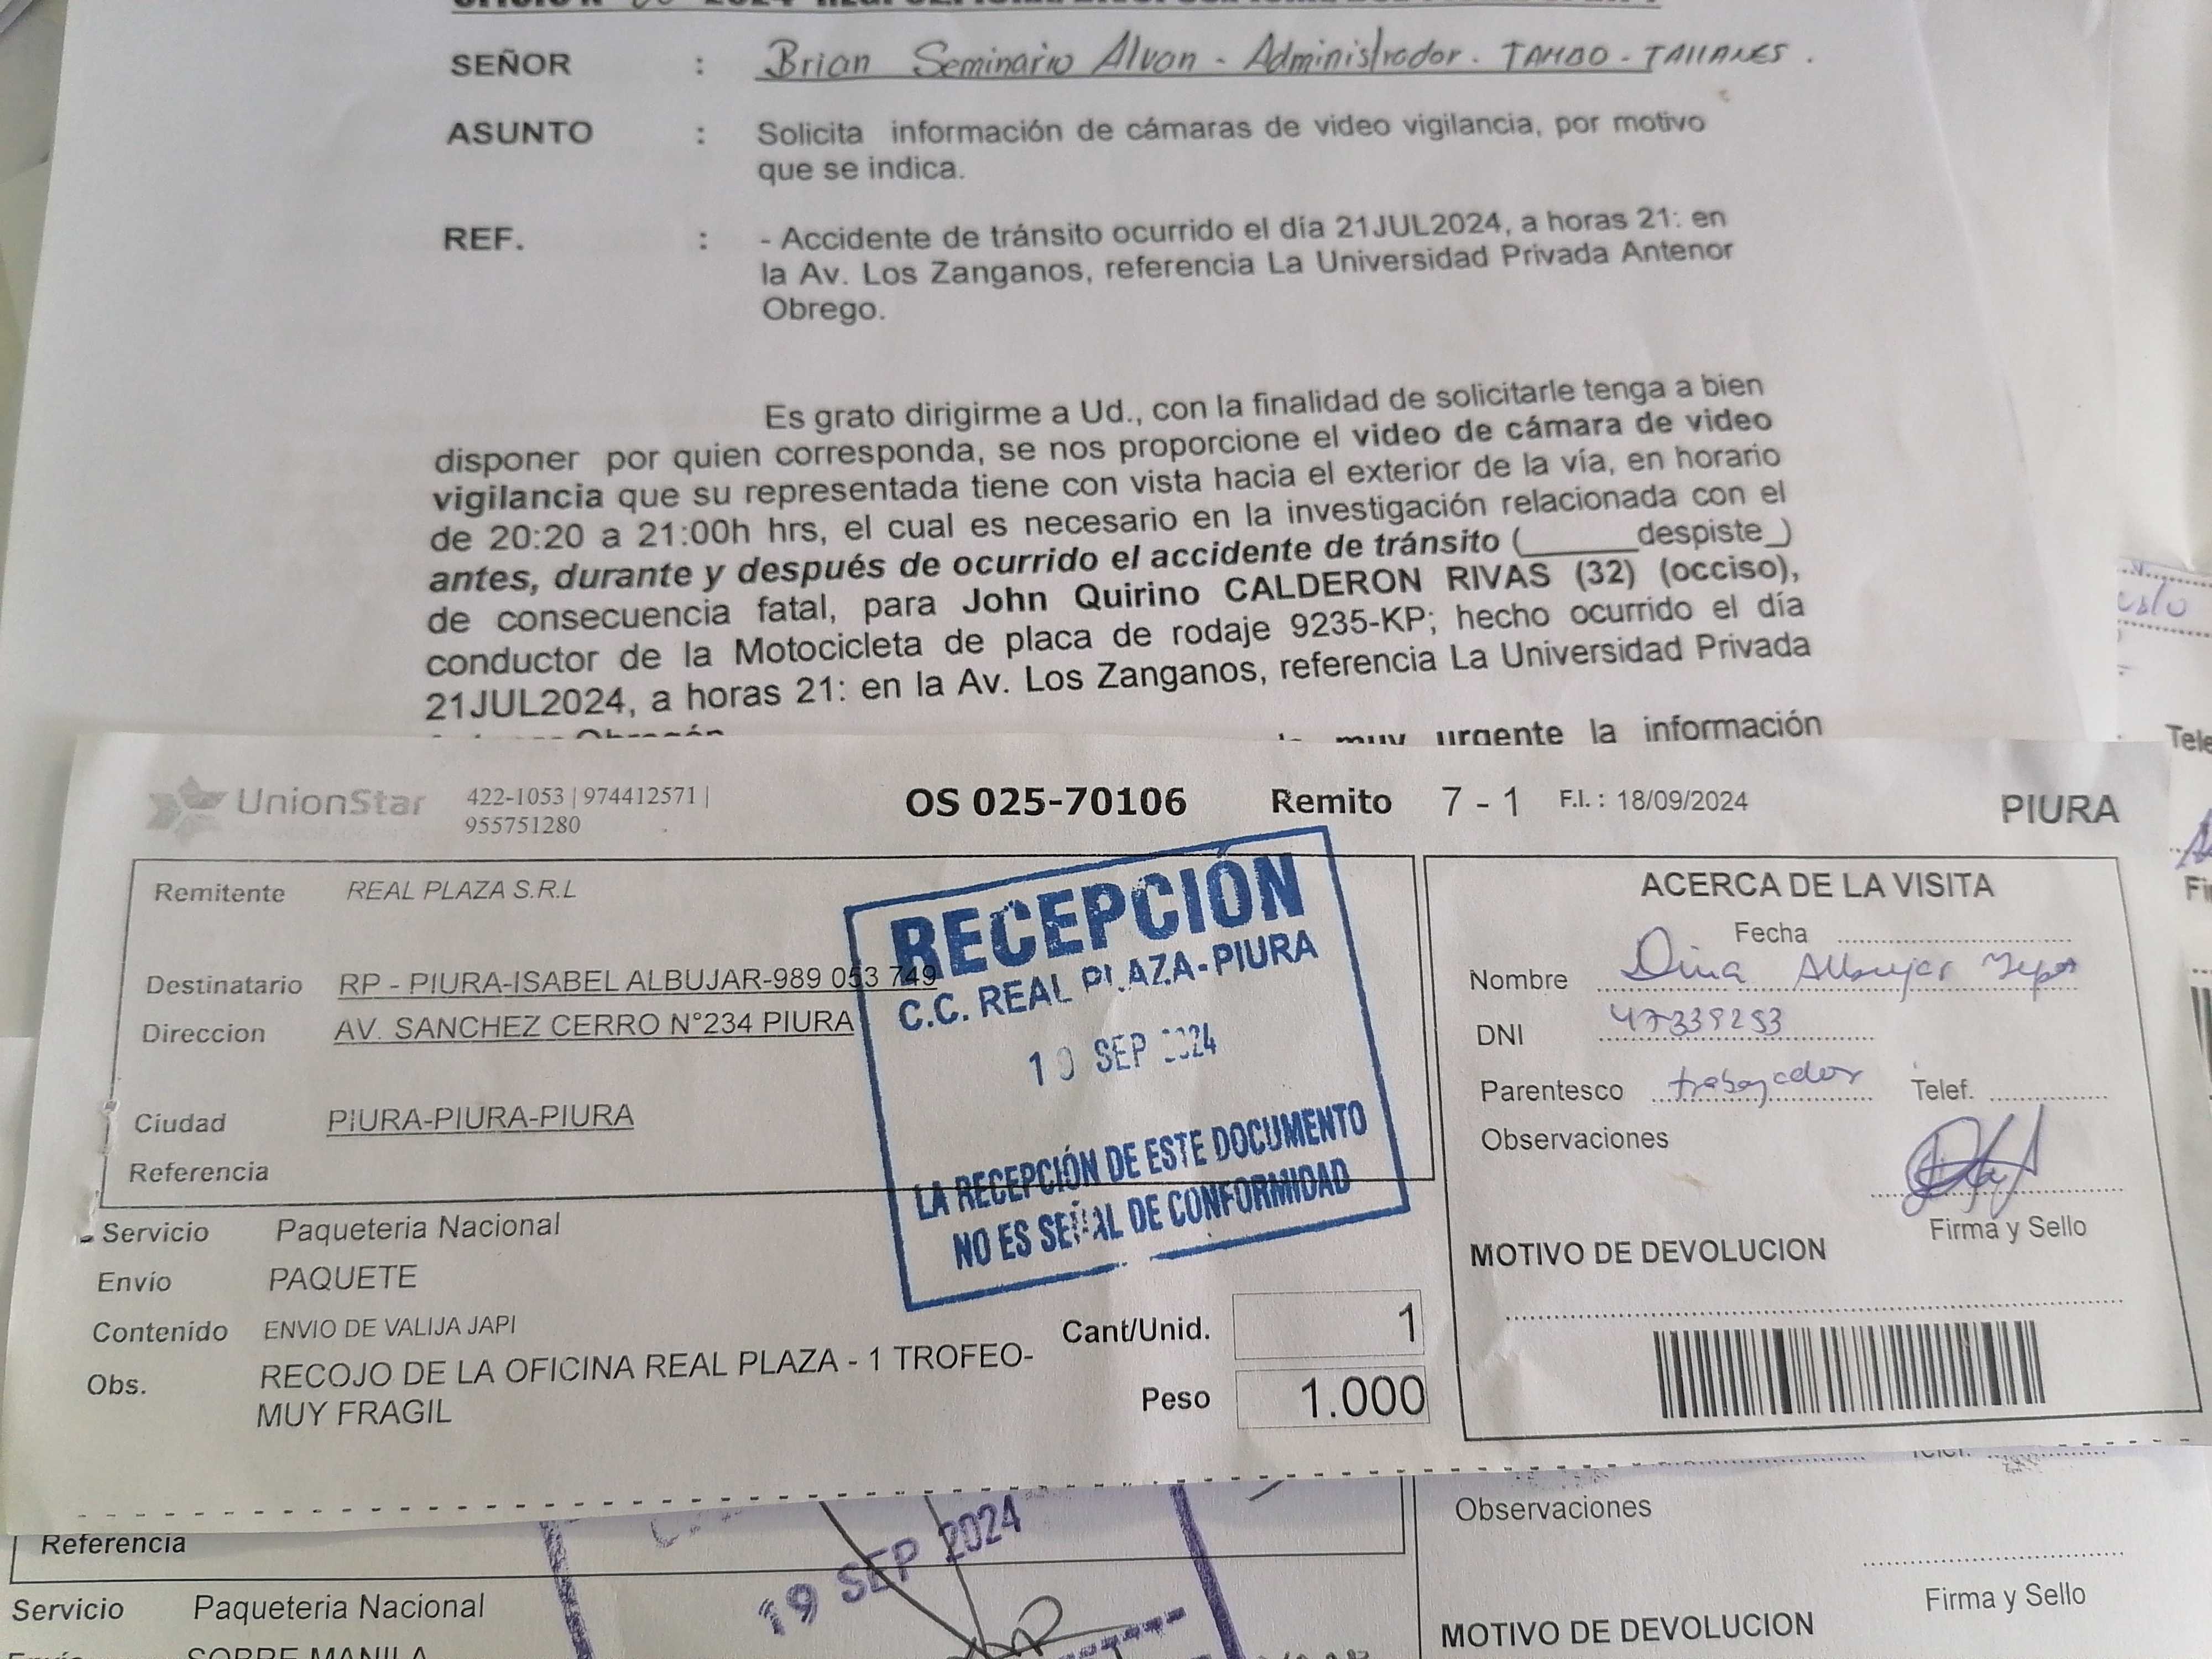 SEÑOR : Brian Seminario Alvan - Administrador. TAMBO - TALLANES.
ASUNTO : Solicita información de cámaras de video vigilancia, por motivo
que se indica.
REF. : - Accidente de tránsito ocurrido el día 21JUL2024, a horas 21: en
la Av. Los Zanganos, referencia La Universidad Privada Antenor
Obrego.
Es grato dirigirme a Ud., con la finalidad de solicitarle tenga a bien
disponer por quien corresponda, se nos proporcione el video de cámara de video
vigilancia que su representada tiene con vista hacia el exterior de la vía, en horario
de 20:20 a 21:00h hrs, el cual es necesario en la investigación relacionada con el
antes, durante y después de ocurrido el accidente de tránsito (______despiste_)
de consecuencia fatal, para John Quirino CALDERON RIVAS (32) (occiso),
conductor de la Motocicleta de placa de rodaje 9235-KP; hecho ocurrido el día
21JUL2024, a horas 21: en la Av. Los Zanganos, referencia La Universidad Privada
Obregón muy urgente la información
UnionStar 422-1053 | 974412571 |
955751280
OS 025-70106 Remito 7 - 1 F.I. : 18/09/2024 PIURA
Remitente REAL PLAZA S.R.L
Destinatario RP - PIURA-ISABEL ALBUJAR-989 053 749
Direccion AV. SANCHEZ CERRO N°234 PIURA
Ciudad PIURA-PIURA-PIURA
Referencia
RECEPCIÓN
C.C. REAL PLAZA-PIURA
SEP 2024
LA RECEPCIÓN DE ESTE DOCUMENTO
NO ES SEÑAL DE CONFORMIDAD
Servicio Paqueteria Nacional
Envío PAQUETE
Contenido ENVIO DE VALIJA JAPI
Obs. RECOJO DE LA OFICINA REAL PLAZA - 1 TROFEO-
MUY FRAGIL
Cant/Unid. 1
Peso 1.000
ACERCA DE LA VISITA
Fecha
Nombre Dina Albujar
DNI 47339253
Parentesco trabajador Telef.
Observaciones
Firma y Sello
MOTIVO DE DEVOLUCION
Referencia
19 SEP 2024
Servicio Paqueteria Nacional
SOBRE MANILA
Observaciones
Firma y Sello
MOTIVO DE DEVOLUCION